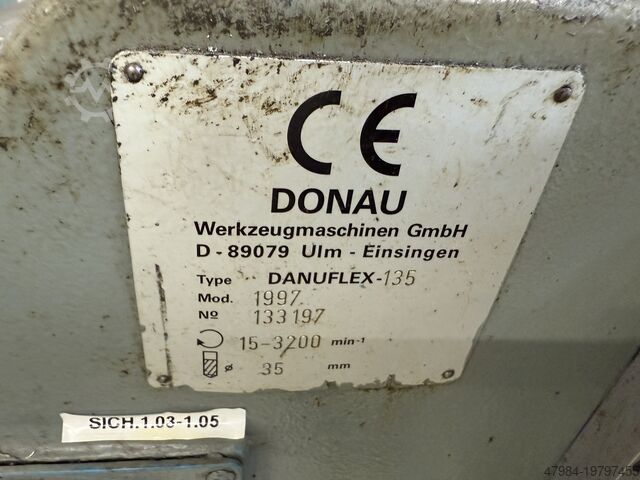 CE
DONAU
Werkzeugmaschinen GmbH
D - 89079 Ulm - Einsingen
Type DANUFLEX-135
Mod. 1997
Nº 133197
15-3200 min-1
ø 35 mm
SICH.1.03-1.05
47984-19797455